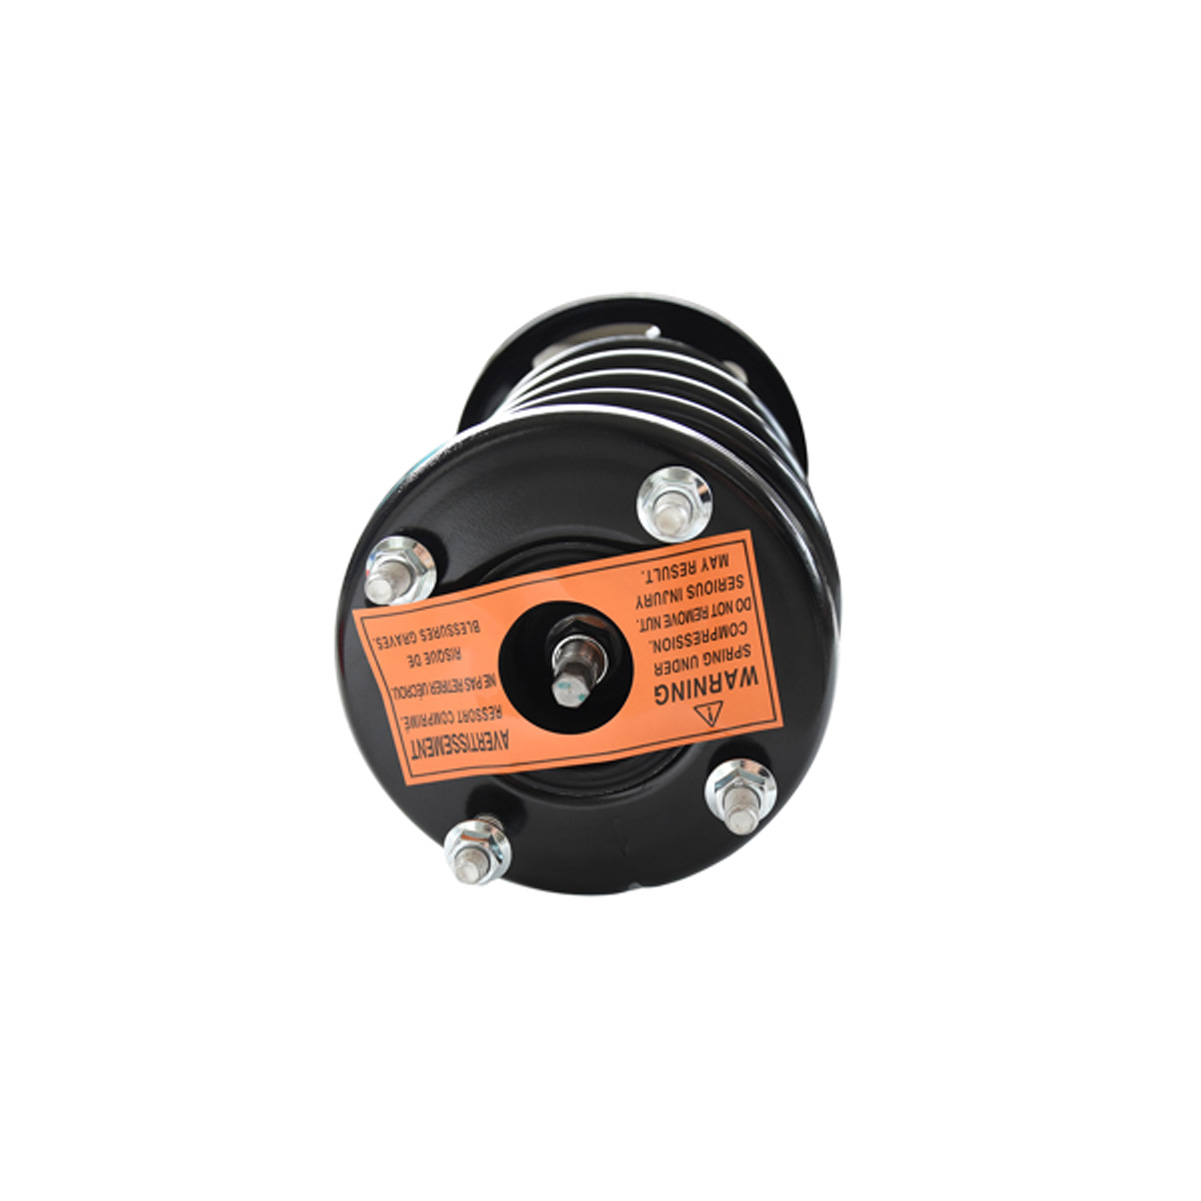 WARNING
SPRING UNDER
COMPRESSION.
DO NOT REMOVE NUT.
SERIOUS INJURY
MAY RESULT.
AVERTISSEMENT
RESSORT COMPRIMÉ.
NE PAS RETIRER L'ÉCROU.
RISQUE DE
BLESSURES GRAVES.